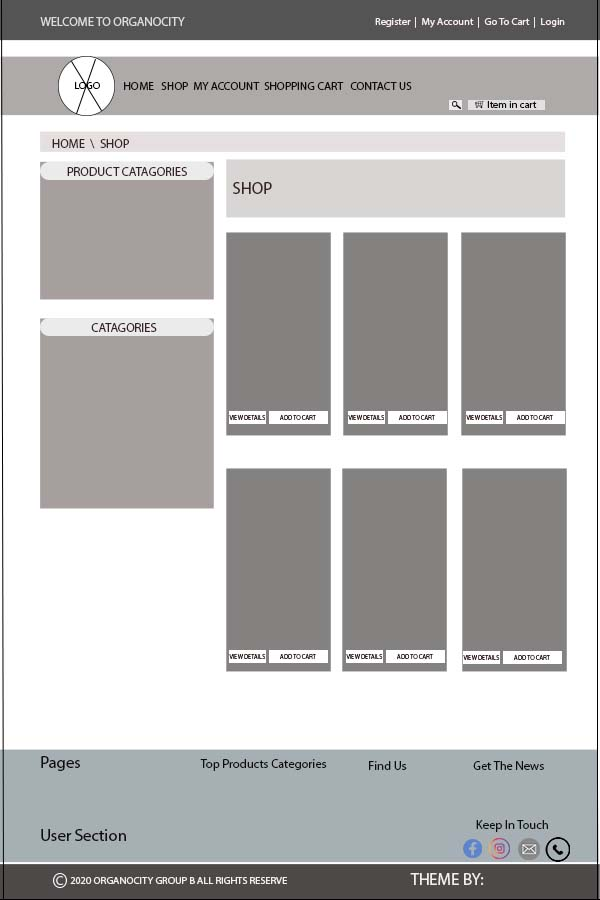 WELCOME TO ORGANOCITY
Register | My Account | Go To Cart | Login
LOGO
HOME SHOP MY ACCOUNT SHOPPING CART CONTACT US
Item in cart
HOME \ SHOP
PRODUCT CATAGORIES
SHOP
CATAGORIES
VIEW DETAILS ADD TO CART VIEW DETAILS ADD TO CART VIEW DETAILS ADD TO CART
VIEW DETAILS ADD TO CART VIEW DETAILS ADD TO CART VIEW DETAILS ADD TO CART
Pages Top Products Categories Find Us Get The News
Keep In Touch
User Section
© 2020 ORGANOCITY GROUP B ALL RIGHTS RESERVE THEME BY: